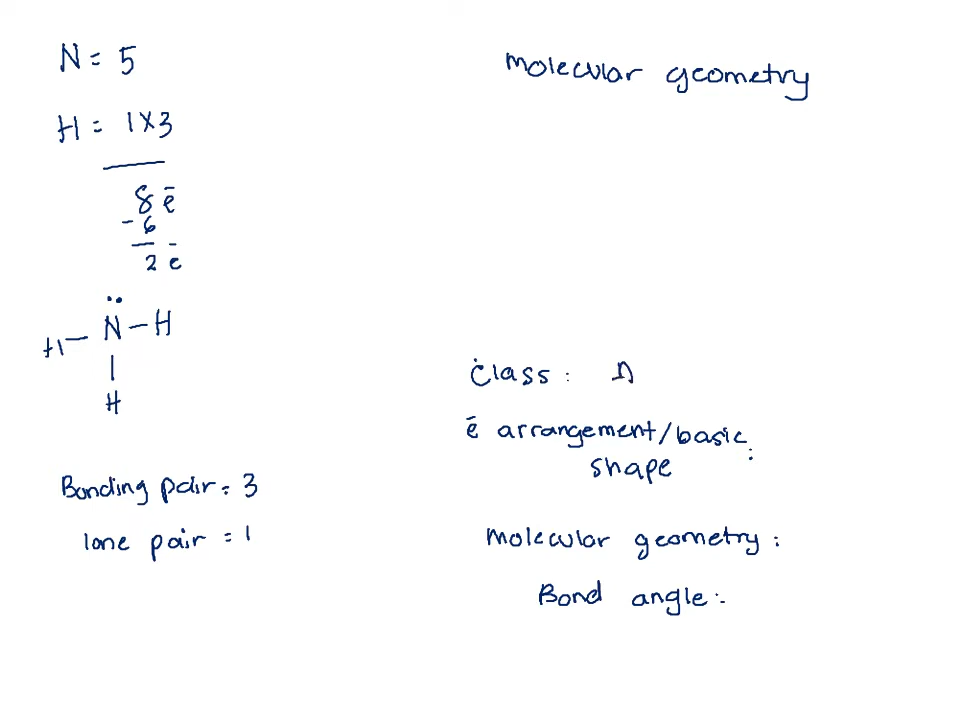 N = 5
H = 1x3
8 ē
- 6
2 ē
N - H
H -
H
Bonding pair = 3
lone pair = 1
molecular geometry
class : A
ē arrangement/basic :
shape
molecular geometry :
Bond angle :